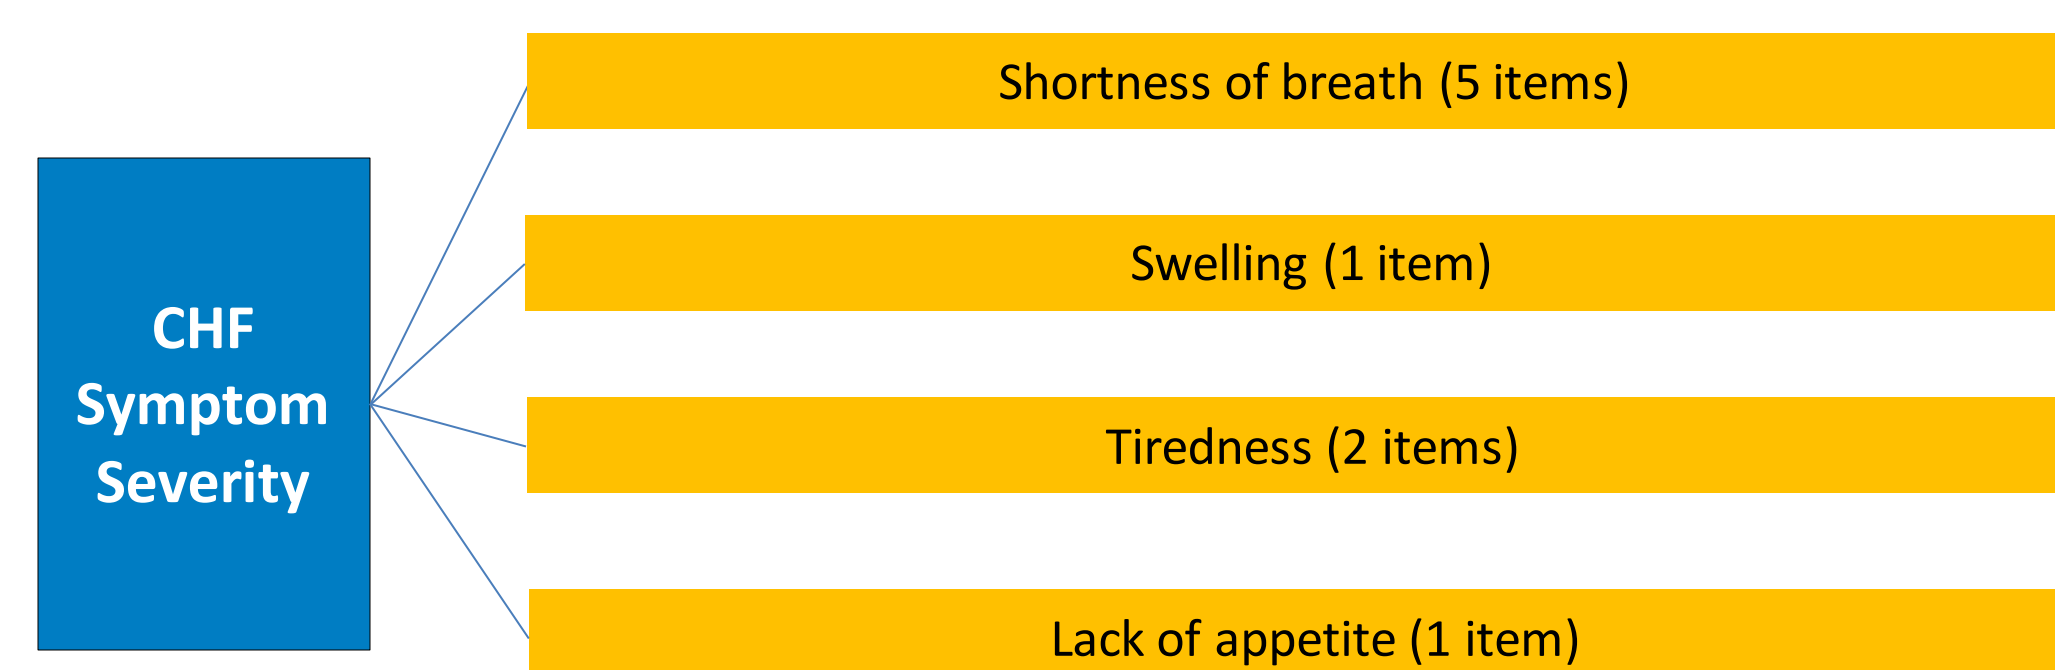 CHF
Symptom
Severity
Shortness of breath (5 items)
Swelling (1 item)
Tiredness (2 items)
Lack of appetite (1 item)